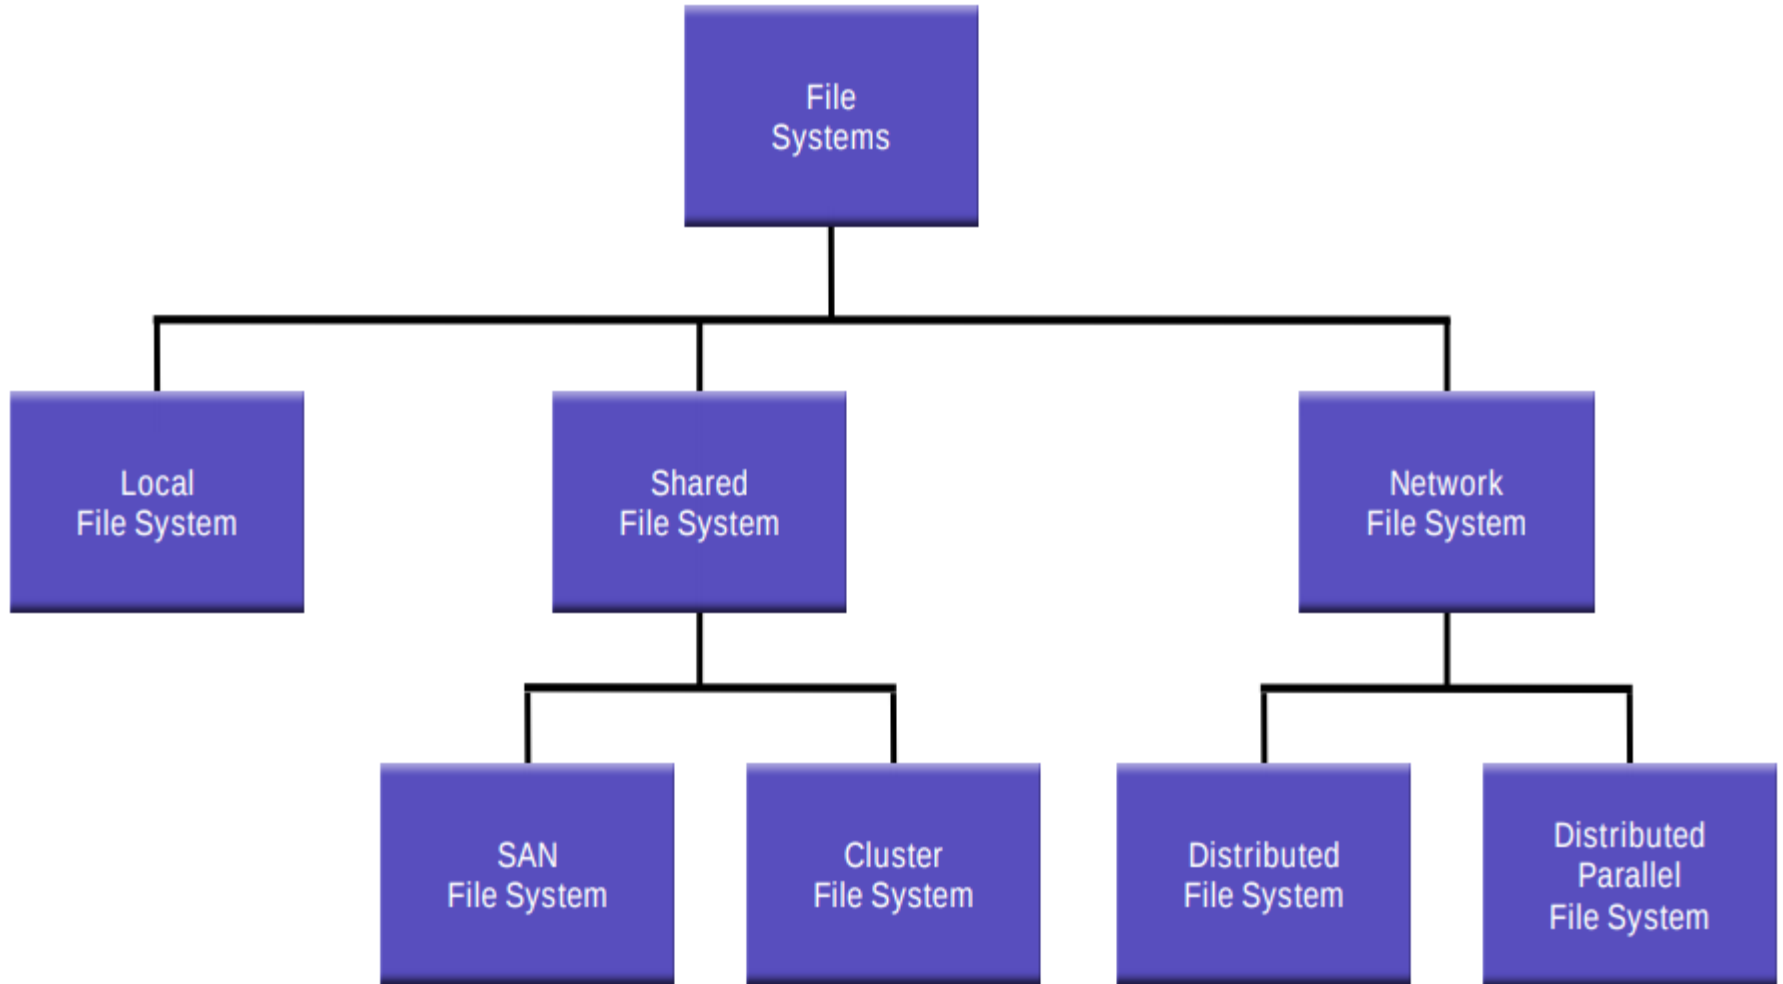 File
Systems
Local
File System
Shared
File System
Network
File System
SAN
File System
Cluster
File System
Distributed
File System
Distributed
Parallel
File System